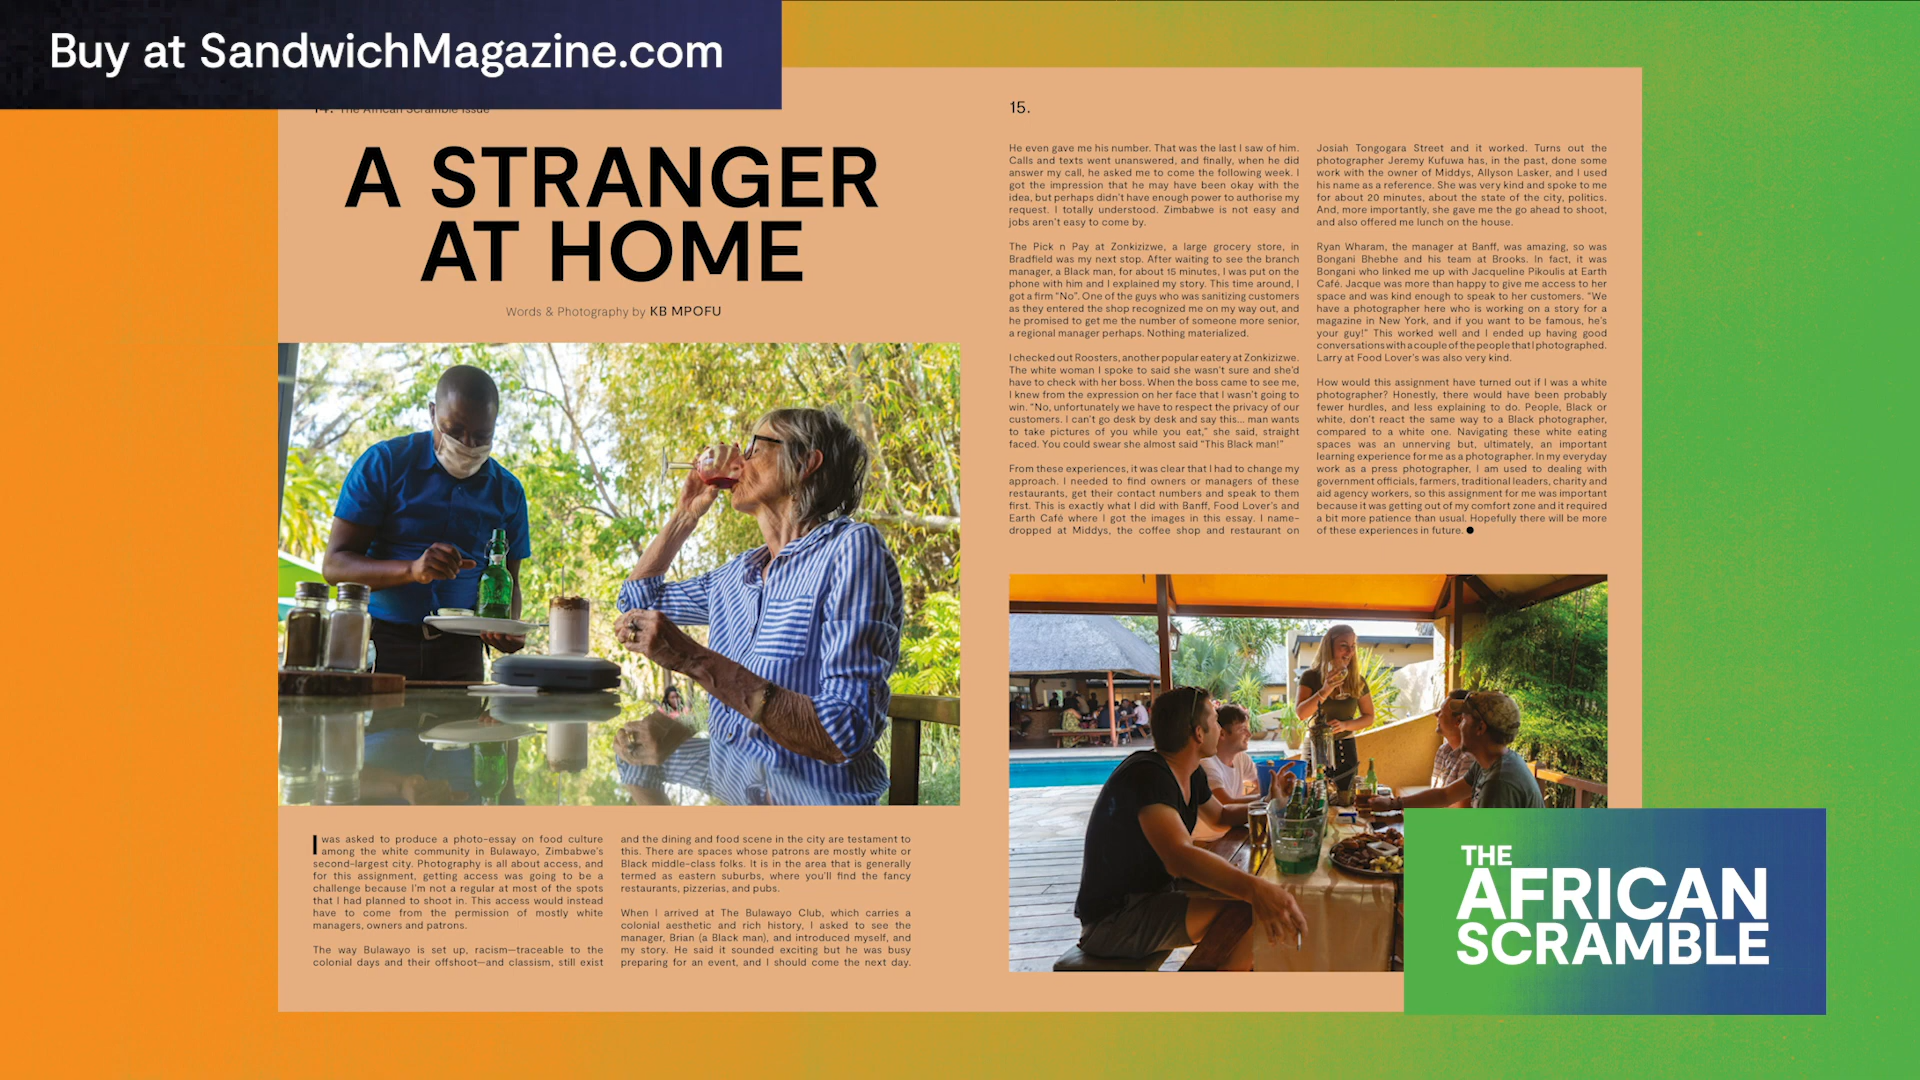 Buy at SandwichMagazine.com
14. The African Scramble Issue
A STRANGER
AT HOME
Words & Photography by KB MPOFU
I was asked to produce a photo-essay on food culture
among the white community in Bulawayo, Zimbabwe's
second-largest city. Photography is all about access, and
for this assignment, getting access was going to be a
challenge because I'm not a regular at most of the spots
that I had planned to shoot in. This access would instead
have to come from the permission of mostly white
managers, owners and patrons.
The way Bulawayo is set up, racism—traceable to the
colonial days and their offshoot—and classism, still exist
and the dining and food scene in the city are testament to
this. There are spaces whose patrons are mostly white or
Black middle-class folks. It is in the area that is generally
termed as eastern suburbs, where you'll find the fancy
restaurants, pizzerias, and pubs.
When I arrived at The Bulawayo Club, which carries a
colonial aesthetic and rich history, I asked to see the
manager, Brian (a Black man), and introduced myself, and
my story. He said it sounded exciting but he was busy
preparing for an event, and I should come the next day.
15.
He even gave me his number. That was the last I saw of him.
Calls and texts went unanswered, and finally, when he did
answer my call, he asked me to come the following week. I
got the impression that he may have been okay with the
idea, but perhaps didn't have enough power to authorise my
request. I totally understood. Zimbabwe is not easy and
jobs aren't easy to come by.
The Pick n Pay at Zonkizizwe, a large grocery store, in
Bradfield was my next stop. After waiting to see the branch
manager, a Black man, for about 15 minutes, I was put on the
phone with him and I explained my story. This time around, I
got a firm "No". One of the guys who was sanitizing customers
as they entered the shop recognized me on my way out, and
he promised to get me the number of someone more senior,
a regional manager perhaps. Nothing materialized.
I checked out Roosters, another popular eatery at Zonkizizwe.
The white woman I spoke to said she wasn't sure and she'd
have to check with her boss. When the boss came to see me,
I knew from the expression on her face that I wasn't going to
win. "No, unfortunately we have to respect the privacy of our
customers. I can't go desk by desk and say this... man wants
to take pictures of you while you eat," she said, straight
faced. You could swear she almost said "This Black man!"
From these experiences, it was clear that I had to change my
approach. I needed to find owners or managers of these
restaurants, get their contact numbers and speak to them
first. This is exactly what I did with Banff, Food Lover's and
Earth Café where I got the images in this essay. I name-
dropped at Middys, the coffee shop and restaurant on
Josiah Tongogara Street and it worked. Turns out the
photographer Jeremy Kufuwa has, in the past, done some
work with the owner of Middys, Allyson Lasker, and I used
his name as a reference. She was very kind and spoke to me
for about 20 minutes, about the state of the city, politics.
And, more importantly, she gave me the go ahead to shoot,
and also offered me lunch on the house.
Ryan Wharam, the manager at Banff, was amazing, so was
Bongani Bhebhe and his team at Brooks. In fact, it was
Bongani who linked me up with Jacqueline Pikoulis at Earth
Café. Jacque was more than happy to give me access to her
space and was kind enough to speak to her customers. "We
have a photographer here who is working on a story for a
magazine in New York, and if you want to be famous, he's
your guy!" This worked well and I ended up having good
conversations with a couple of the people that I photographed.
Larry at Food Lover's was also very kind.
How would this assignment have turned out if I was a white
photographer? Honestly, there would have been probably
fewer hurdles, and less explaining to do. People, Black or
white, don't react the same way to a Black photographer,
compared to a white one. Navigating these white eating
spaces was an unnerving but, ultimately, an important
learning experience for me as a photographer. In my everyday
work as a press photographer, I am used to dealing with
government officials, farmers, traditional leaders, charity and
aid agency workers, so this assignment for me was important
because it was getting out of my comfort zone and it required
a bit more patience than usual. Hopefully there will be more
of these experiences in future.
THE
AFRICAN
SCRAMBLE